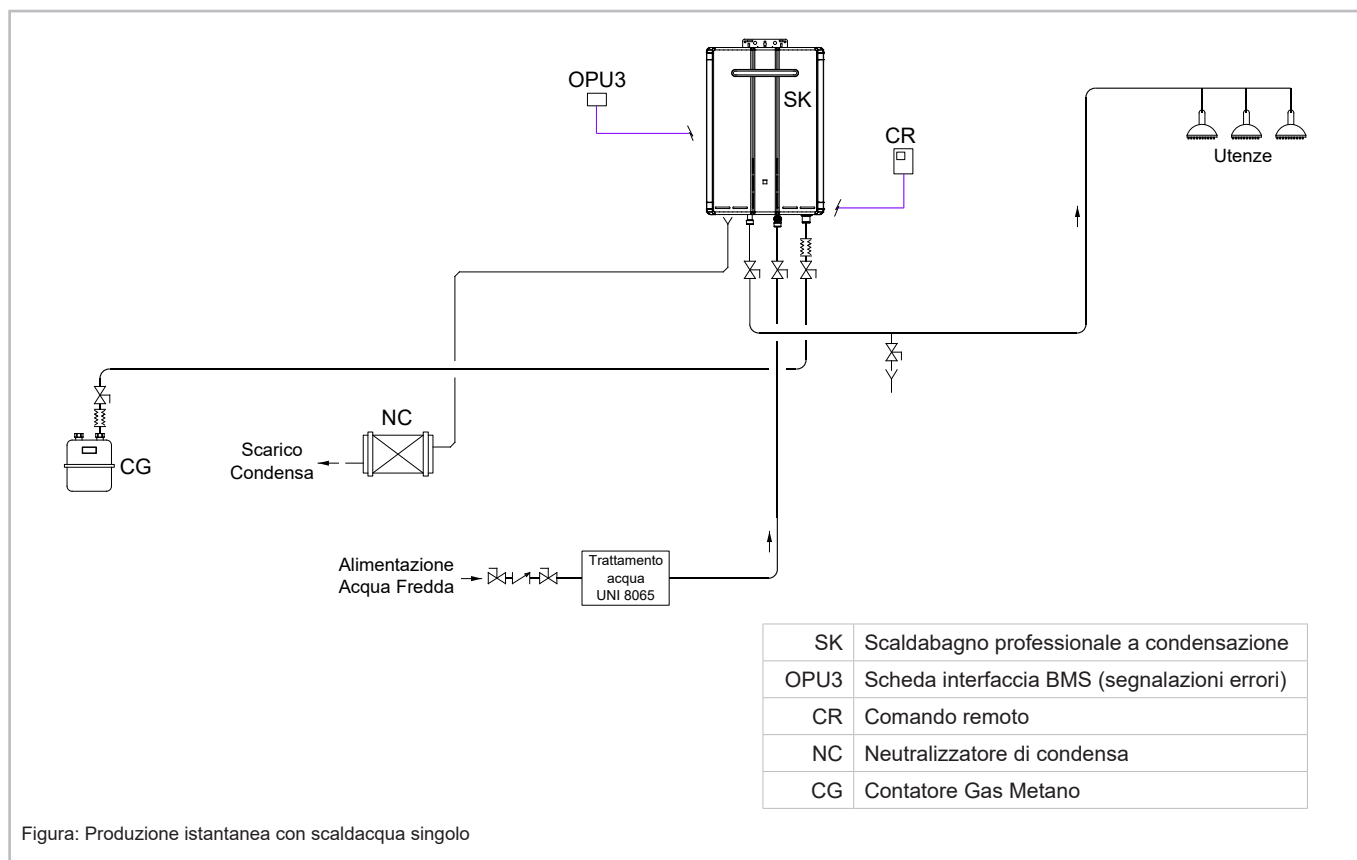 OPU3
SK
CR
Utenze
NC
Scarico
Condensa
CG
Alimentazione
Acqua Fredda
Trattamento
acqua
UNI 8065
SK Scaldabagno professionale a condensazione
OPU3 Scheda interfaccia BMS (segnalazioni errori)
CR Comando remoto
NC Neutralizzatore di condensa
CG Contatore Gas Metano
Figura: Produzione istantanea con scaldacqua singolo